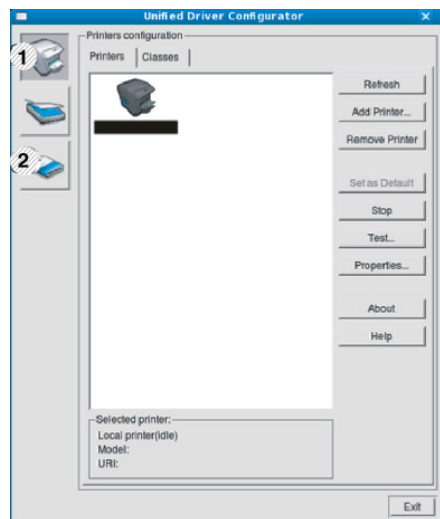 Unified Driver Configurator
Printers configuration
1
Printers
Classes
Refresh
Add Printer...
Remove Printer
2
Set as Default
Stop
Test...
Properties...
About
Help
Selected printer:
Local printer(idle)
Model:
URI:
Exit